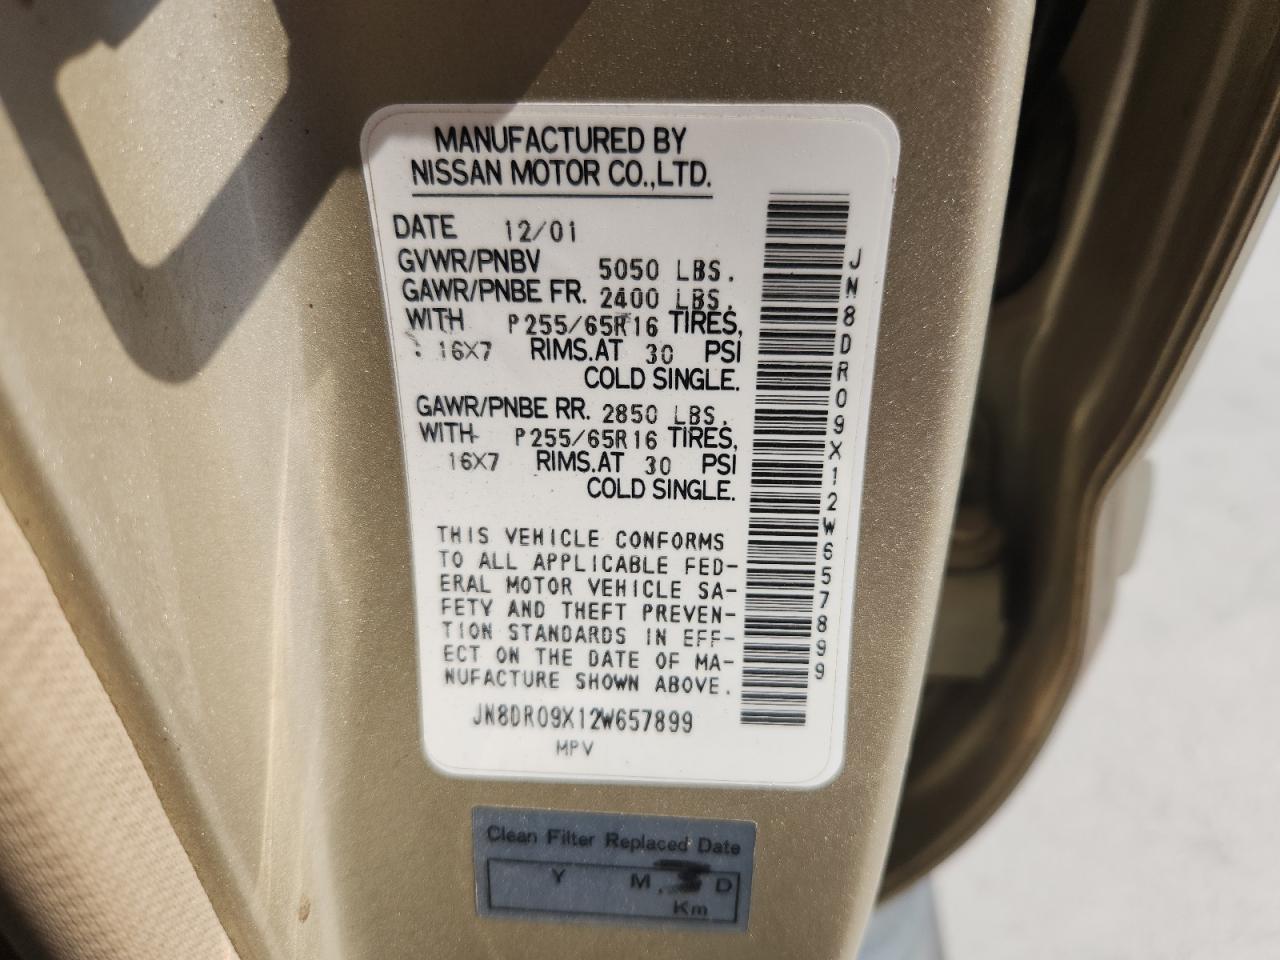 MANUFACTURED BY
NISSAN MOTOR CO.,LTD.
DATE 12/01
GVWR/PNBV 5050 LBS.
GAWR/PNBE FR. 2400 LBS.
WITH P255/65R16 TIRES,
16X7 RIMS.AT 30 PSI
COLD SINGLE.
GAWR/PNBE RR. 2850 LBS.
WITH P255/65R16 TIRES,
16X7 RIMS.AT 30 PSI
COLD SINGLE.
THIS VEHICLE CONFORMS
TO ALL APPLICABLE FED-
ERAL MOTOR VEHICLE SA-
FETY AND THEFT PREVEN-
TION STANDARDS IN EFF-
ECT ON THE DATE OF MA-
NUFACTURE SHOWN ABOVE.
JN8DR09X12W657899
MPV
JN8DR09X12W657899
Clean Filter Replaced Date
Y M D
Km